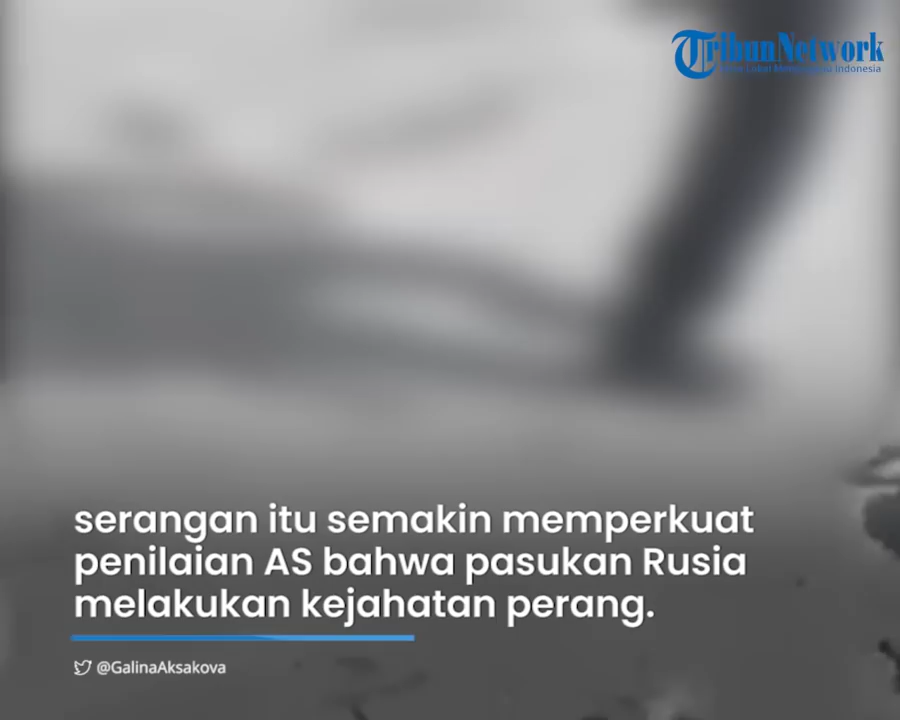 TribunNetwork
serangan itu semakin memperkuat
penilaian AS bahwa pasukan Rusia
melakukan kejahatan perang.
@GalinaAksakova